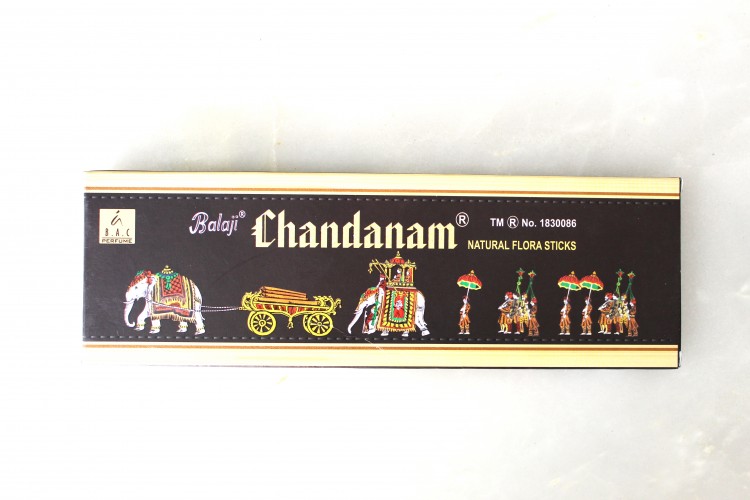 B.A.C
PERFUME
Balaji® Chandanam® TM ® No. 1830086
NATURAL FLORA STICKS